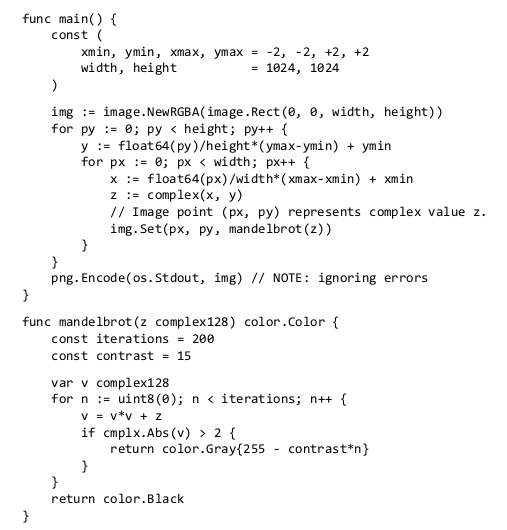 func main() {
    const (
        xmin, ymin, xmax, ymax = -2, -2, +2, +2
        width, height          = 1024, 1024
    )
    img := image.NewRGBA(image.Rect(0, 0, width, height))
    for py := 0; py < height; py++ {
        y := float64(py)/height*(ymax-ymin) + ymin
        for px := 0; px < width; px++ {
            x := float64(px)/width*(xmax-xmin) + xmin
            z := complex(x, y)
            // Image point (px, py) represents complex value z.
            img.Set(px, py, mandelbrot(z))
        }
    }
    png.Encode(os.Stdout, img) // NOTE: ignoring errors
}
func mandelbrot(z complex128) color.Color {
    const iterations = 200
    const contrast = 15
    var v complex128
    for n := uint8(0); n < iterations; n++ {
        v = v*v + z
        if cmplx.Abs(v) > 2 {
            return color.Gray{255 - contrast*n}
        }
    }
    return color.Black
}